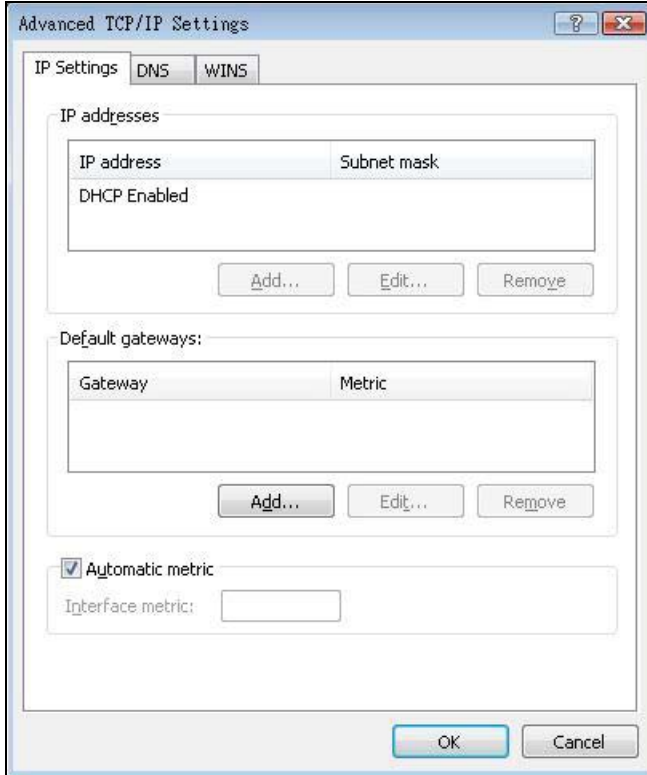 Advanced TCP/IP Settings
IP Settings DNS WINS
IP addresses
IP address Subnet mask
DHCP Enabled
Add... Edit... Remove
Default gateways:
Gateway Metric
Add... Edit... Remove
Automatic metric
Interface metric:
OK Cancel